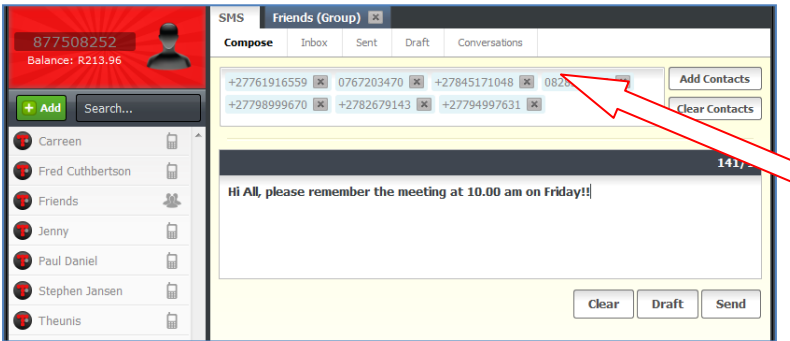 SMS Friends (Group)
877508252
Balance: R213.96
Compose Inbox Sent Draft Conversations
+27761916559 0767203470 +27845171048
+27798999670 +2782679143 +27794997631
Add Contacts
Clear Contacts
+ Add Search...
Carreen
Fred Cuthbertson
Friends
Jenny
Paul Daniel
Stephen Jansen
Theunis
141/1
Hi All, please remember the meeting at 10.00 am on Friday!!
Clear Draft Send